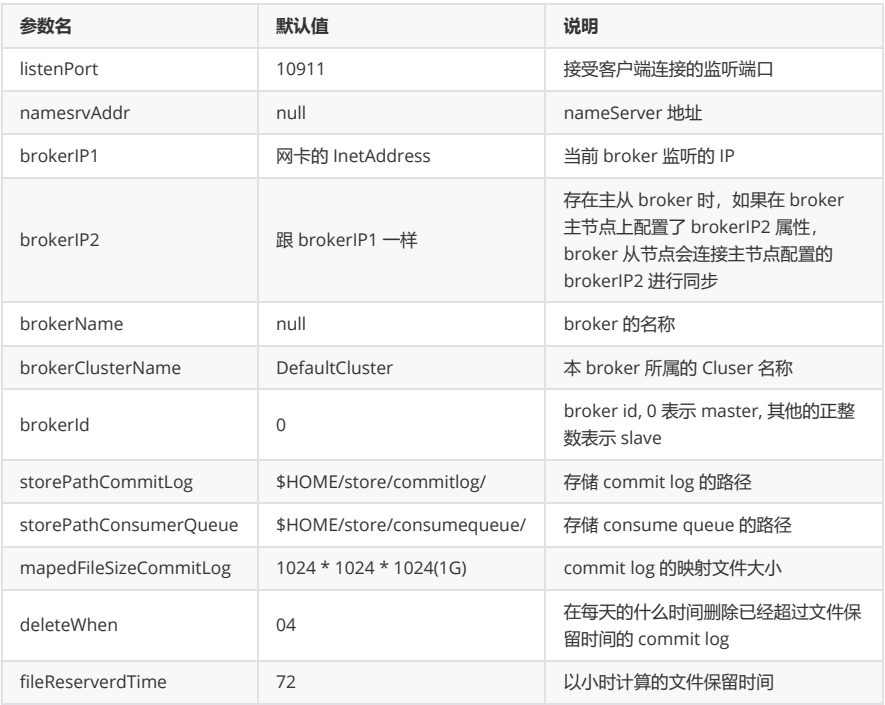 参数名 默认值 说明
listenPort 10911 接受客户端连接的监听端口
namesrvAddr null nameServer 地址
brokerIP1 网卡的 InetAddress 当前 broker 监听的 IP
brokerIP2 跟 brokerIP1 一样 存在主从 broker 时，如果在 broker
主节点上配置了 brokerIP2 属性，
broker 从节点会连接主节点配置的
brokerIP2 进行同步
brokerName null broker 的名称
brokerClusterName DefaultCluster 本 broker 所属的 Cluser 名称
brokerId 0 broker id, 0 表示 master, 其他的正整
数表示 slave
storePathCommitLog $HOME/store/commitlog/ 存储 commit log 的路径
storePathConsumerQueue $HOME/store/consumequeue/ 存储 consume queue 的路径
mapedFileSizeCommitLog 1024 * 1024 * 1024(1G) commit log 的映射文件大小
deleteWhen 04 在每天的什么时间删除已经超过文件保
留时间的 commit log
fileReserverdTime 72 以小时计算的文件保留时间